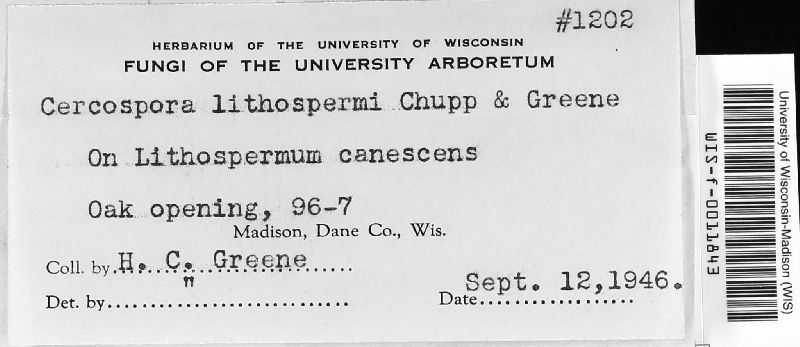 #1202
HERBARIUM OF THE UNIVERSITY OF WISCONSIN
FUNGI OF THE UNIVERSITY ARBORETUM
Cercospora lithospermi Chupp & Greene
On Lithospermum canescens
Oak opening, 96-7
Madison, Dane Co., Wis.
Coll. by H. C. Greene
"
Det. by
Date Sept. 12,1946.
University of Wisconsin-Madison (WIS)
WIS-f-0011843